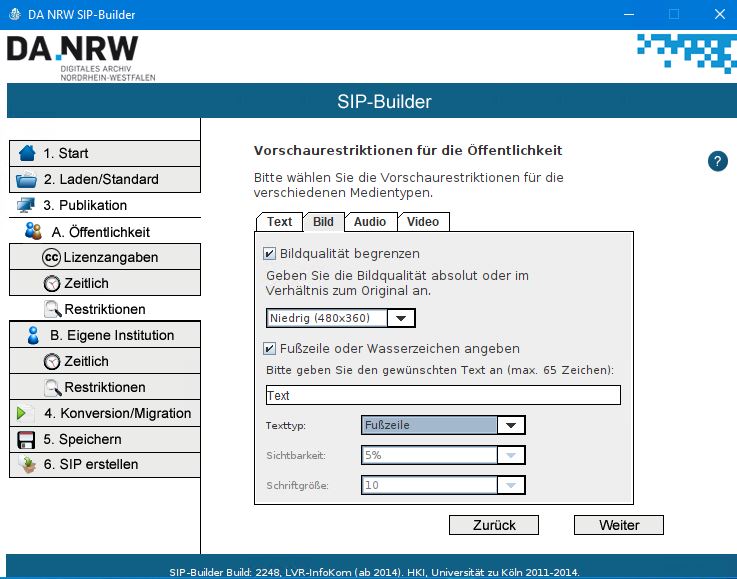 DA NRW SIP-Builder
DA.NRW
DIGITALES ARCHIV
NORDRHEIN-WESTFALEN
SIP-Builder
1. Start
2. Laden/Standard
3. Publikation
A. Öffentlichkeit
cc Lizenzangaben
Zeitlich
Restriktionen
B. Eigene Institution
Zeitlich
Restriktionen
4. Konversion/Migration
5. Speichern
6. SIP erstellen
Vorschaurestriktionen für die Öffentlichkeit
?
Bitte wählen Sie die Vorschaurestriktionen für die
verschiedenen Medientypen.
Text Bild Audio Video
Bildqualität begrenzen
Geben Sie die Bildqualität absolut oder im
Verhältnis zum Original an.
Niedrig (480x360)
Fußzeile oder Wasserzeichen angeben
Bitte geben Sie den gewünschten Text an (max. 65 Zeichen):
Text
Texttyp: Fußzeile
Sichtbarkeit: 5%
Schriftgröße: 10
Zurück Weiter
SIP-Builder Build: 2248, LVR-InfoKom (ab 2014). HKI, Universität zu Köln 2011-2014.